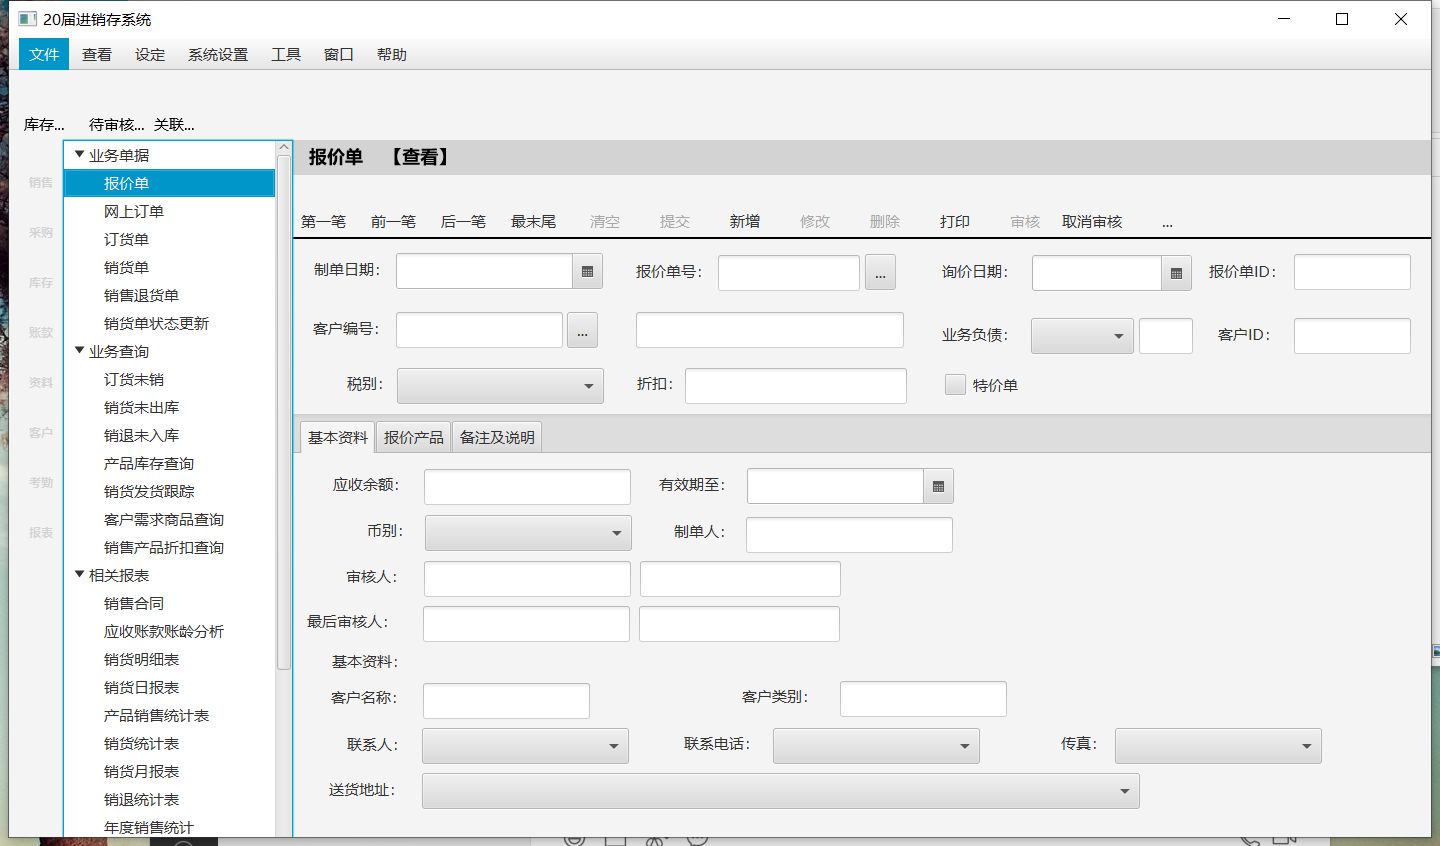 20届进销存系统
文件 查看 设定 系统设置 工具 窗口 帮助
库存... 待审核... 关联...
销售
采购
库存
账款
资料
客户
考勤
报表
业务单据
报价单
网上订单
订货单
销货单
销售退货单
销货单状态更新
业务查询
订货未销
销货未出库
销退未入库
产品库存查询
销货发货跟踪
客户需求商品查询
销售产品折扣查询
相关报表
销售合同
应收账款账龄分析
销货明细表
销货日报表
产品销售统计表
销货统计表
销货月报表
销退统计表
年度销售统计
报价单 【查看】
第一笔 前一笔 后一笔 最末尾 清空 提交 新增 修改 删除 打印 审核 取消审核 ...
制单日期： 报价单号： ... 询价日期： 报价单ID：
客户编号： ... 业务负债： 客户ID：
税别： 折扣： 特价单
基本资料 报价产品 备注及说明
应收余额： 有效期至：
币别： 制单人：
审核人：
最后审核人：
基本资料：
客户名称： 客户类别：
联系人： 联系电话： 传真：
送货地址：